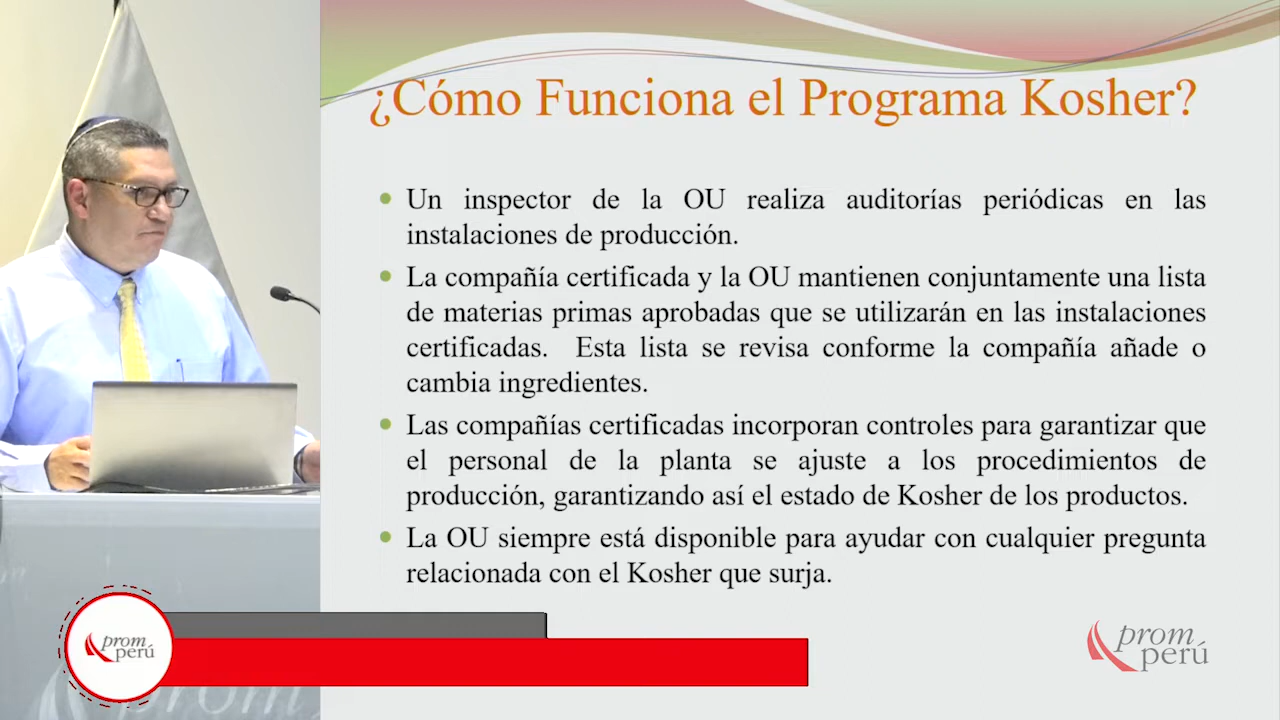 ¿Cómo Funciona el Programa Kosher?
Un inspector de la OU realiza auditorías periódicas en las
instalaciones de producción.
La compañía certificada y la OU mantienen conjuntamente una lista
de materias primas aprobadas que se utilizarán en las instalaciones
certificadas. Esta lista se revisa conforme la compañía añade o
cambia ingredientes.
Las compañías certificadas incorporan controles para garantizar que
el personal de la planta se ajuste a los procedimientos de
producción, garantizando así el estado de Kosher de los productos.
La OU siempre está disponible para ayudar con cualquier pregunta
relacionada con el Kosher que surja.
prom
perú
prom
perú
prom